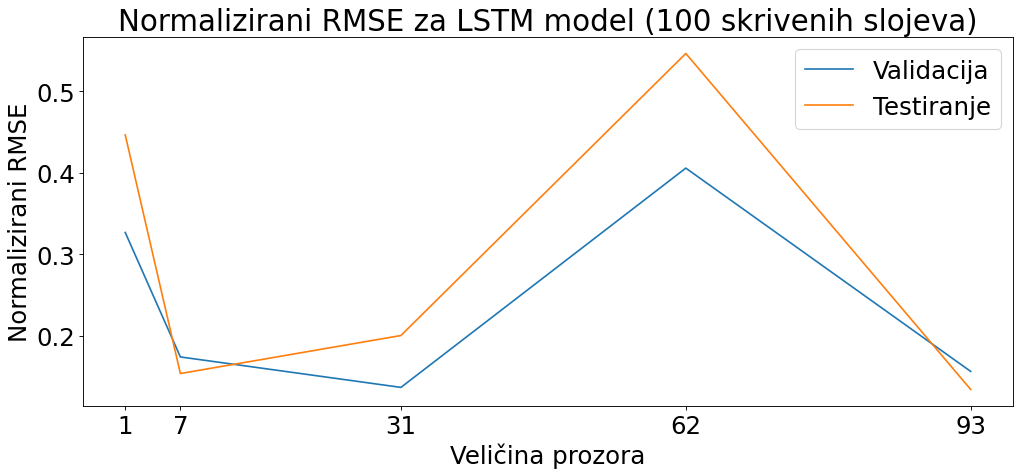 Normalizirani RMSE za LSTM model (100 skrivenih slojeva)
Validacija
Testiranje
Normalizirani RMSE
0.5
0.4
0.3
0.2
1 7 31 62 93
Veličina prozora